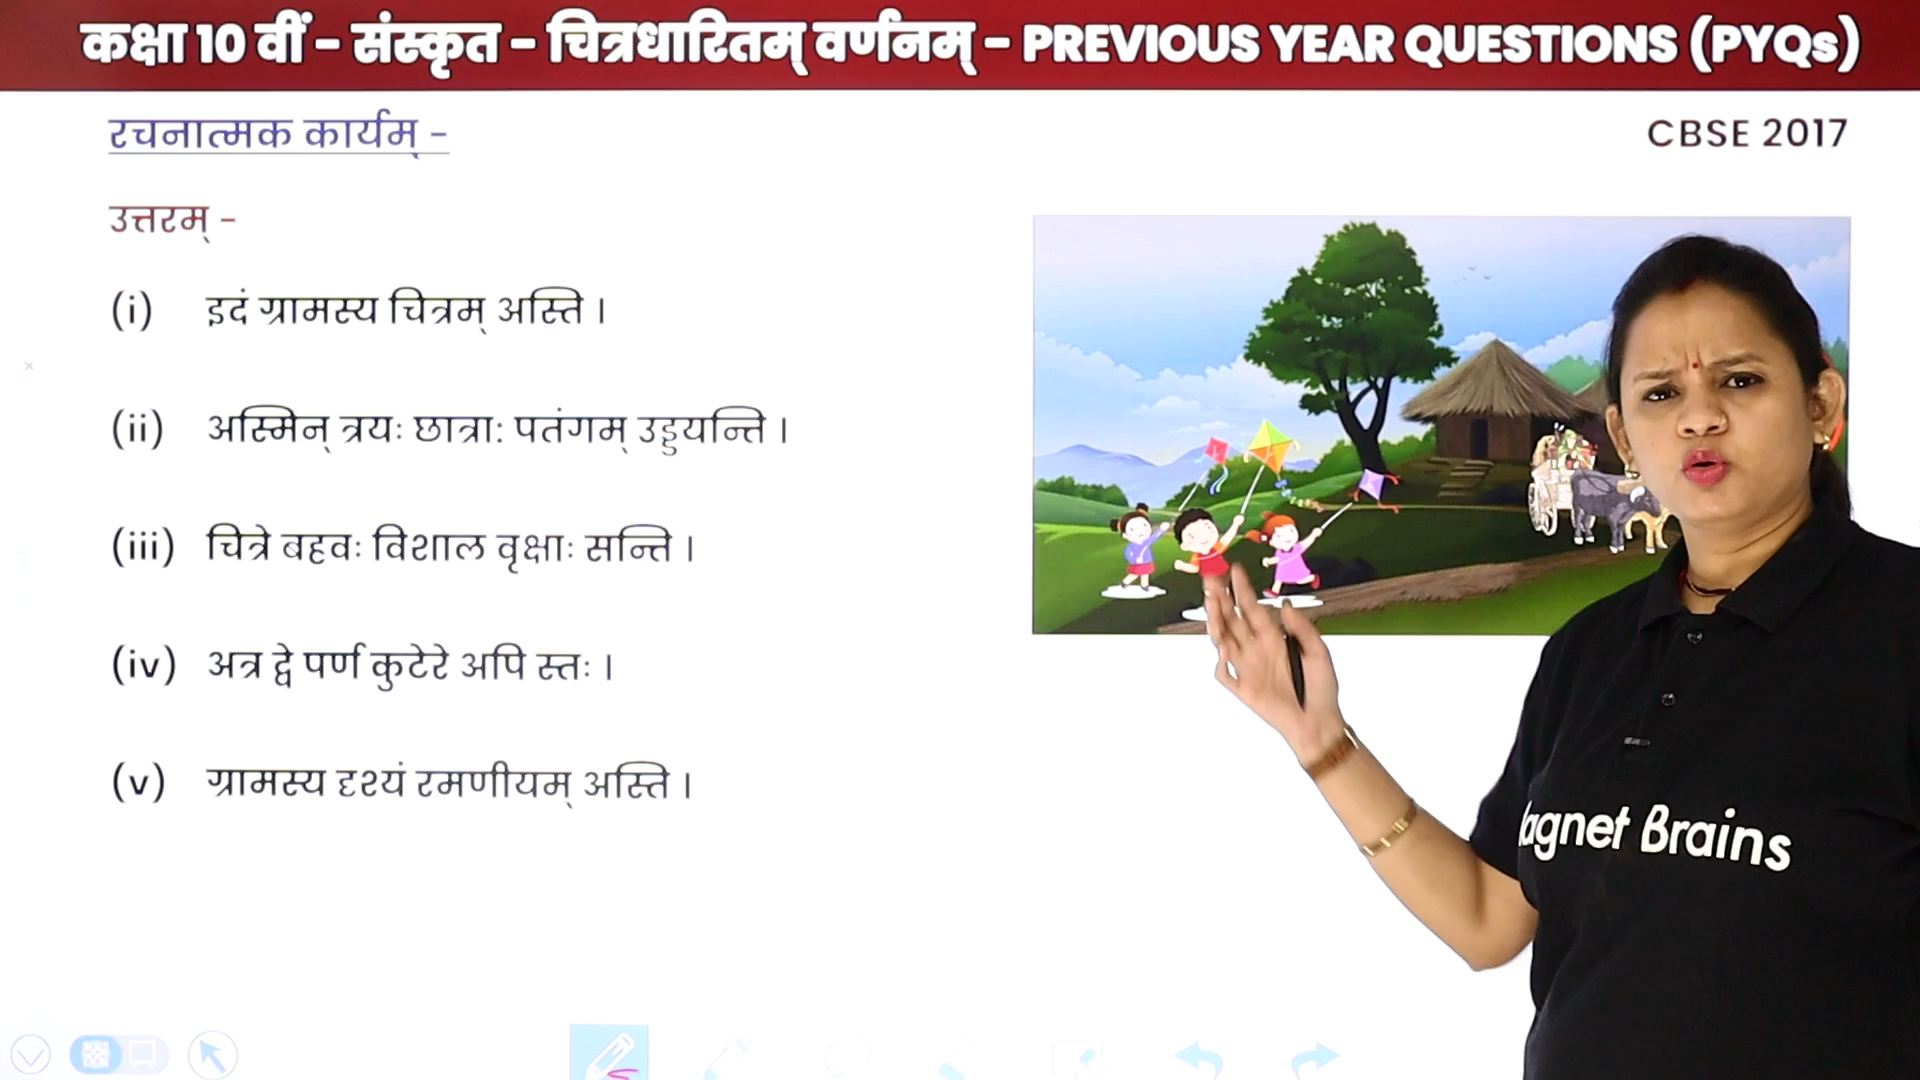 कक्षा 10 वीं - संस्कृत - चित्रधारितम् वर्णनम् - PREVIOUS YEAR QUESTIONS (PYQs)
रचनात्मक कार्यम् -
CBSE 2017
उत्तरम् -
(i) इदं ग्रामस्य चित्रम् अस्ति ।
(ii) अस्मिन् त्रयः छात्रा: पतंगम् उड्डयन्ति ।
(iii) चित्रे बहवः विशाल वृक्षाः सन्ति ।
(iv) अत्र द्वे पर्ण कुटेरे अपि स्तः ।
(v) ग्रामस्य दृश्यं रमणीयम् अस्ति ।
agnet Brains